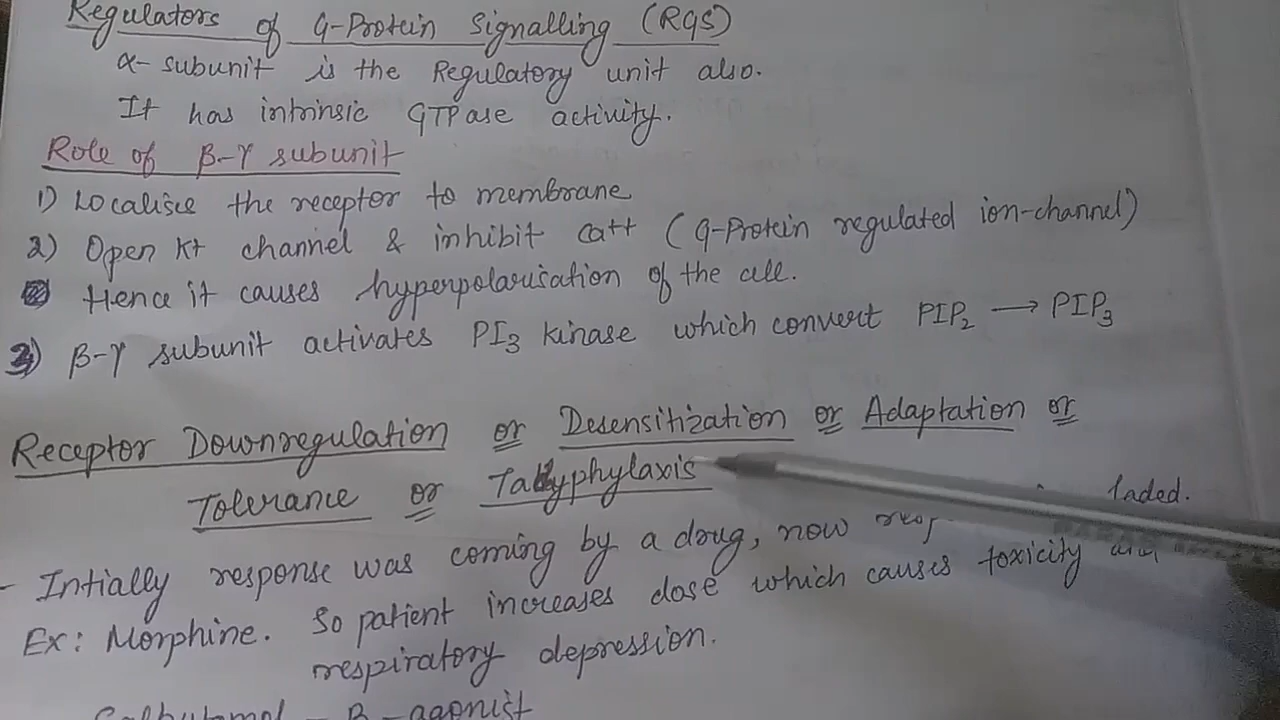 Regulators of G-Protein Signalling (RGS)
α-subunit is the Regulatory unit also.
It has intrinsic GTPase activity.
Role of β-γ subunit
1) Localise the receptor to membrane
2) Open K+ channel & inhibit Ca++ (G-Protein regulated ion-channel)
Hence it causes hyperpolarisation of the cell.
3) β-γ subunit activates PI3 kinase which convert PIP2 → PIP3
Receptor Downregulation or Desensitization or Adaptation or
Tolerance or Tachyphylaxis
- Intially response was coming by a drug, now faded.
Ex: Morphine. So patient increases dose which causes toxicity
respiratory depression.
Salbutamol - β-agonist